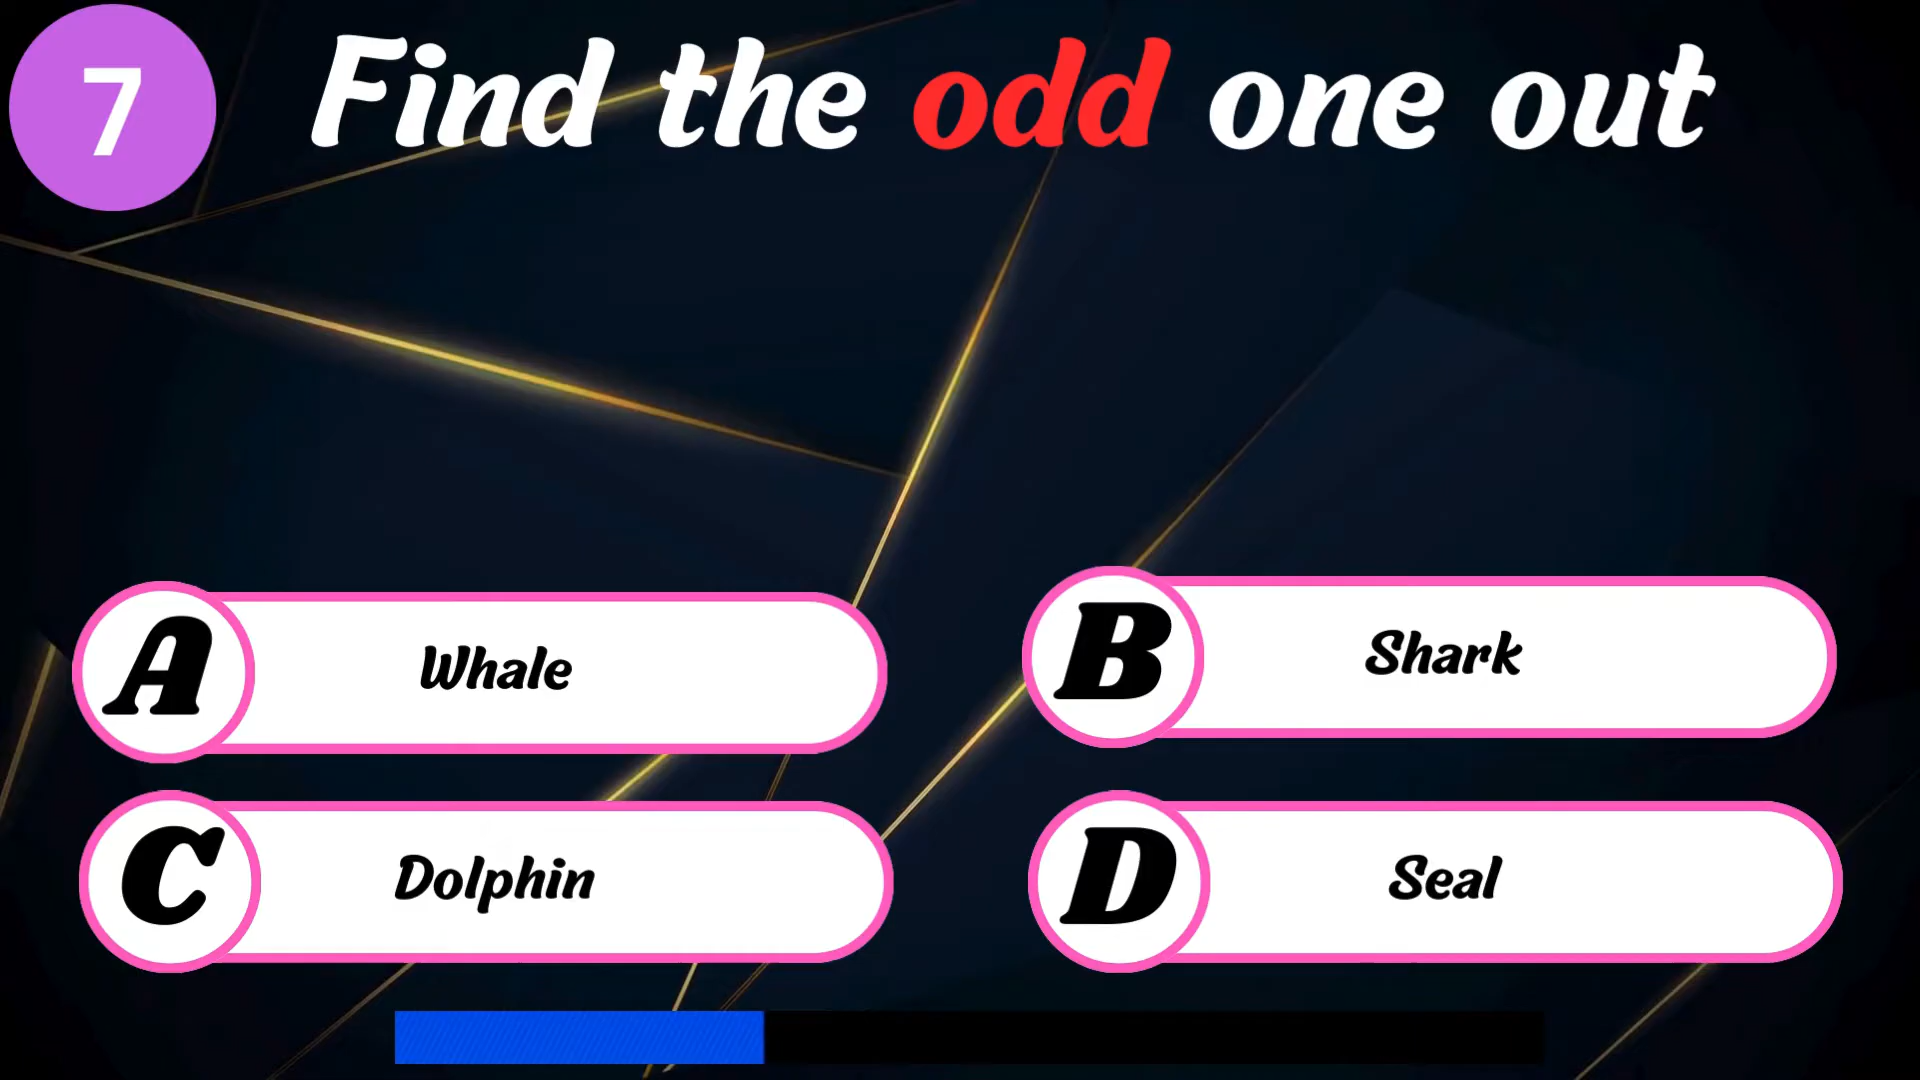 7
Find the odd one out
A Whale
B Shark
C Dolphin
D Seal